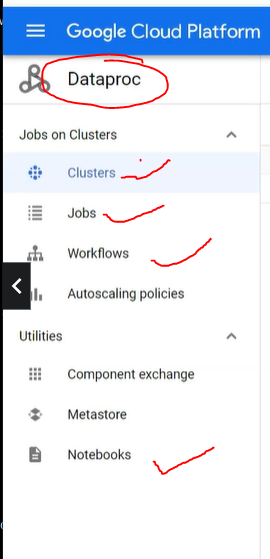 Google Cloud Platform
Dataproc
Jobs on Clusters
Clusters
Jobs
Workflows
Autoscaling policies
Utilities
Component exchange
Metastore
Notebooks